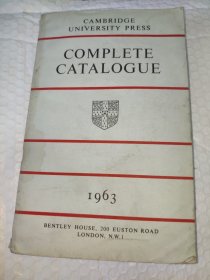 CAMBRIDGE
UNIVERSITY PRESS
COMPLETE
CATALOGUE
1963
BENTLEY HOUSE, 200 EUSTON ROAD
LONDON, N.W.1